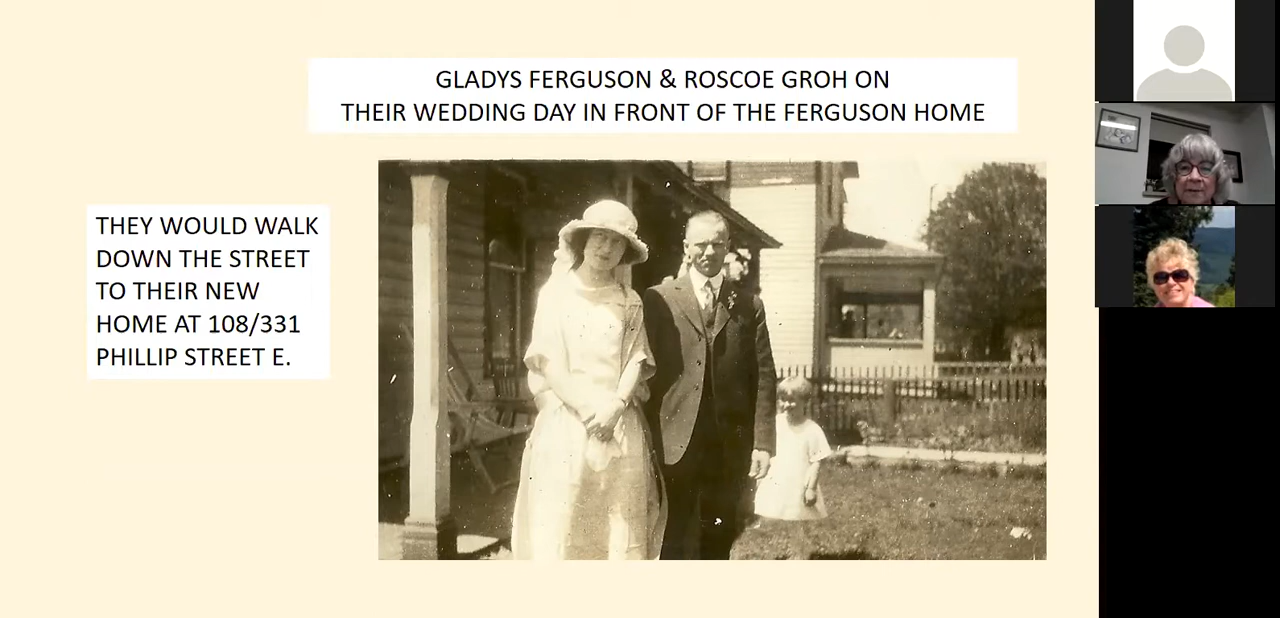 GLADYS FERGUSON & ROSCOE GROH ON
THEIR WEDDING DAY IN FRONT OF THE FERGUSON HOME
THEY WOULD WALK
DOWN THE STREET
TO THEIR NEW
HOME AT 108/331
PHILLIP STREET E.